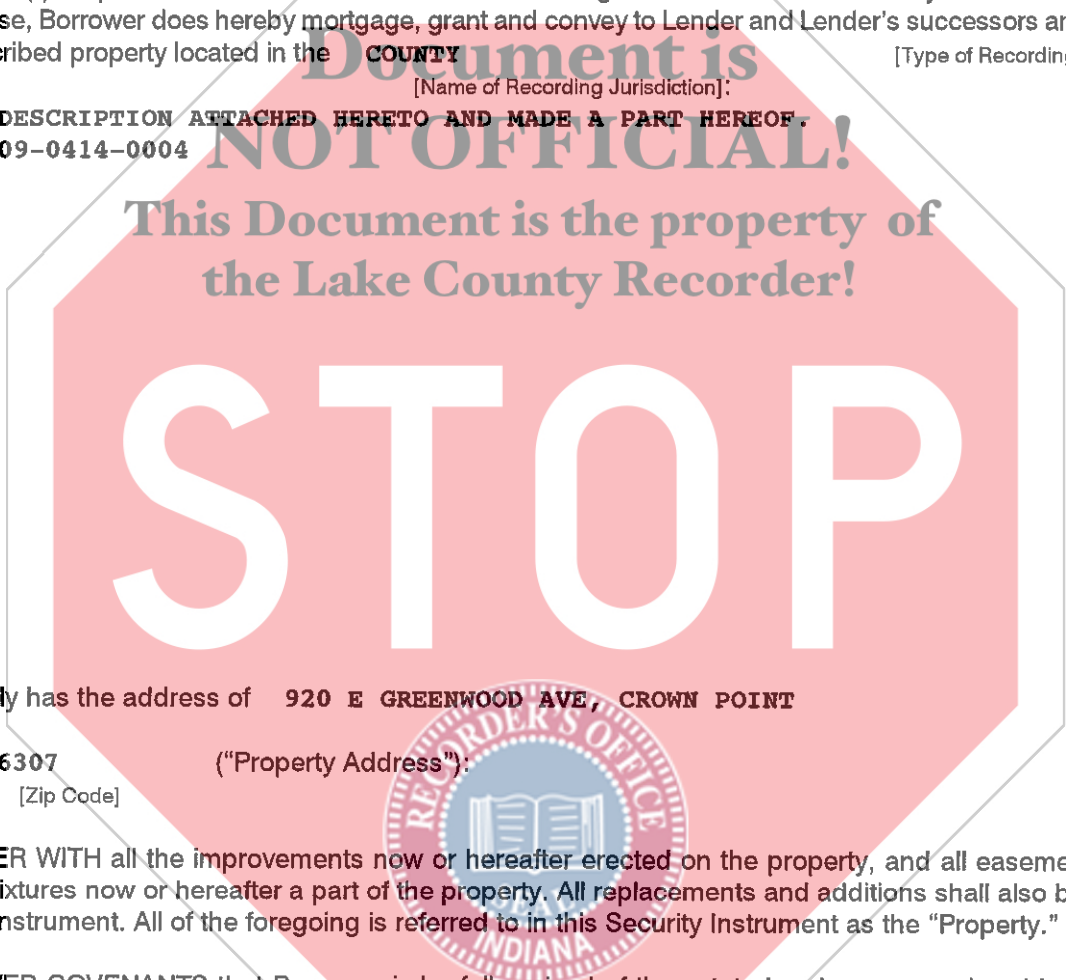 se, Borrower does hereby mortgage, grant and convey to Lender and Lender's successors
cribed property located in the COUNTY [Type of Recording
[Name of Recording Jurisdiction]:
DESCRIPTION ATTACHED HERETO AND MADE A PART HEREOF.
09-0414-0004
Document is
NOT OFFICIAL!
This Document is the property of
the Lake County Recorder!
STOP
ly has the address of 920 E GREENWOOD AVE, CROWN POINT
6307 ("Property Address"):
[Zip Code]
RECORDER'S OFFICE
SEAL
INDIANA
ER WITH all the improvements now or hereafter erected on the property, and all easeme
ixtures now or hereafter a part of the property. All replacements and additions shall also b
nstrument. All of the foregoing is referred to in this Security Instrument as the “Property.”